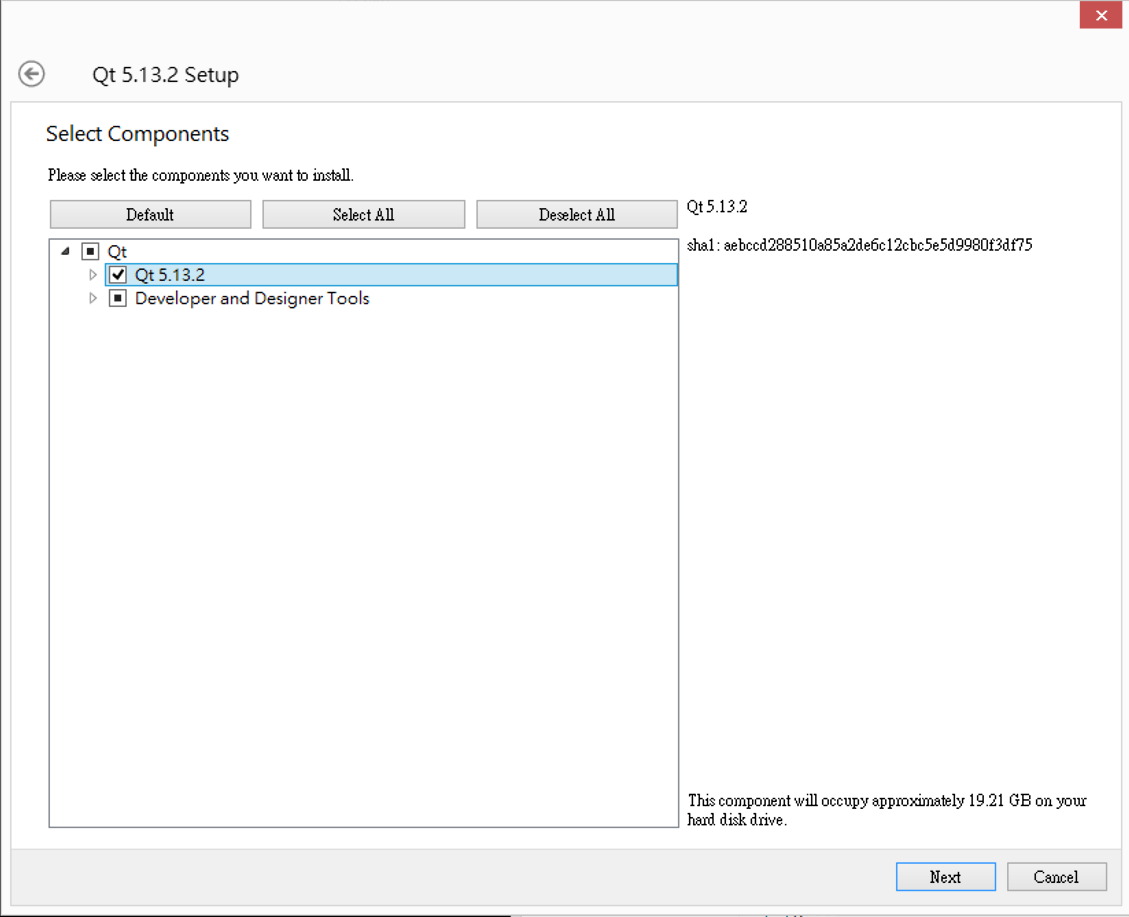 Qt 5.13.2 Setup
Select Components
Please select the components you want to install.
Default
Select All
Deselect All
Qt 5.13.2
sha1: aebccd288510a85a2de6c12cbc5e5d9980f3df75
Qt
Qt 5.13.2
Developer and Designer Tools
This component will occupy approximately 19.21 GB on your
hard disk drive.
Next
Cancel